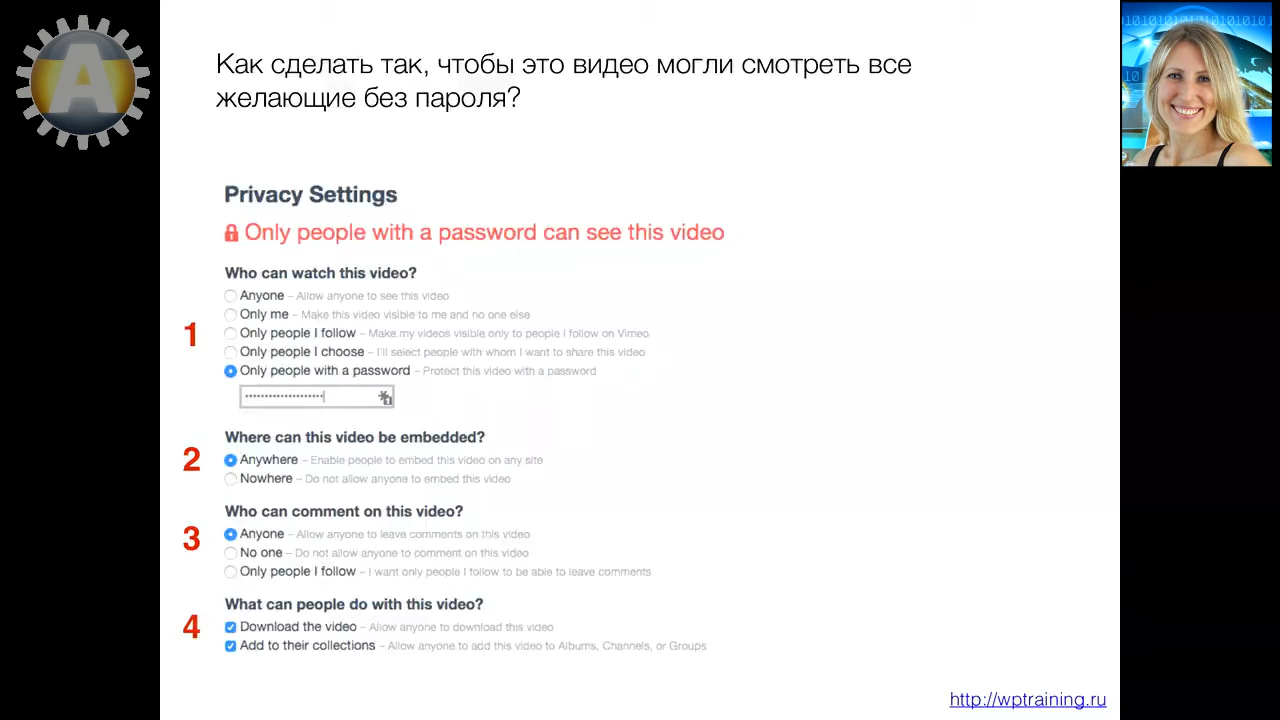 Как сделать так, чтобы это видео могли смотреть все
желающие без пароля?
A
Privacy Settings
Only people with a password can see this video
Who can watch this video?
Anyone – Allow anyone to see this video
Only me – Make this video visible to me and no one else
1
Only people I follow – Make my videos visible only to people I follow on Vimeo
Only people I choose – I'll select people with whom I want to share this video
Only people with a password – Protect this video with a password
Where can this video be embedded?
2
Anywhere – Enable people to embed this video on any site
Nowhere – Do not allow anyone to embed this video
Who can comment on this video?
3
Anyone – Allow anyone to leave comments on this video
No one – Do not allow anyone to comment on this video
Only people I follow – I want only people I follow to be able to leave comments
What can people do with this video?
4
Download the video – Allow anyone to download this video
Add to their collections – Allow anyone to add this video to Albums, Channels, or Groups
http://wptraining.ru